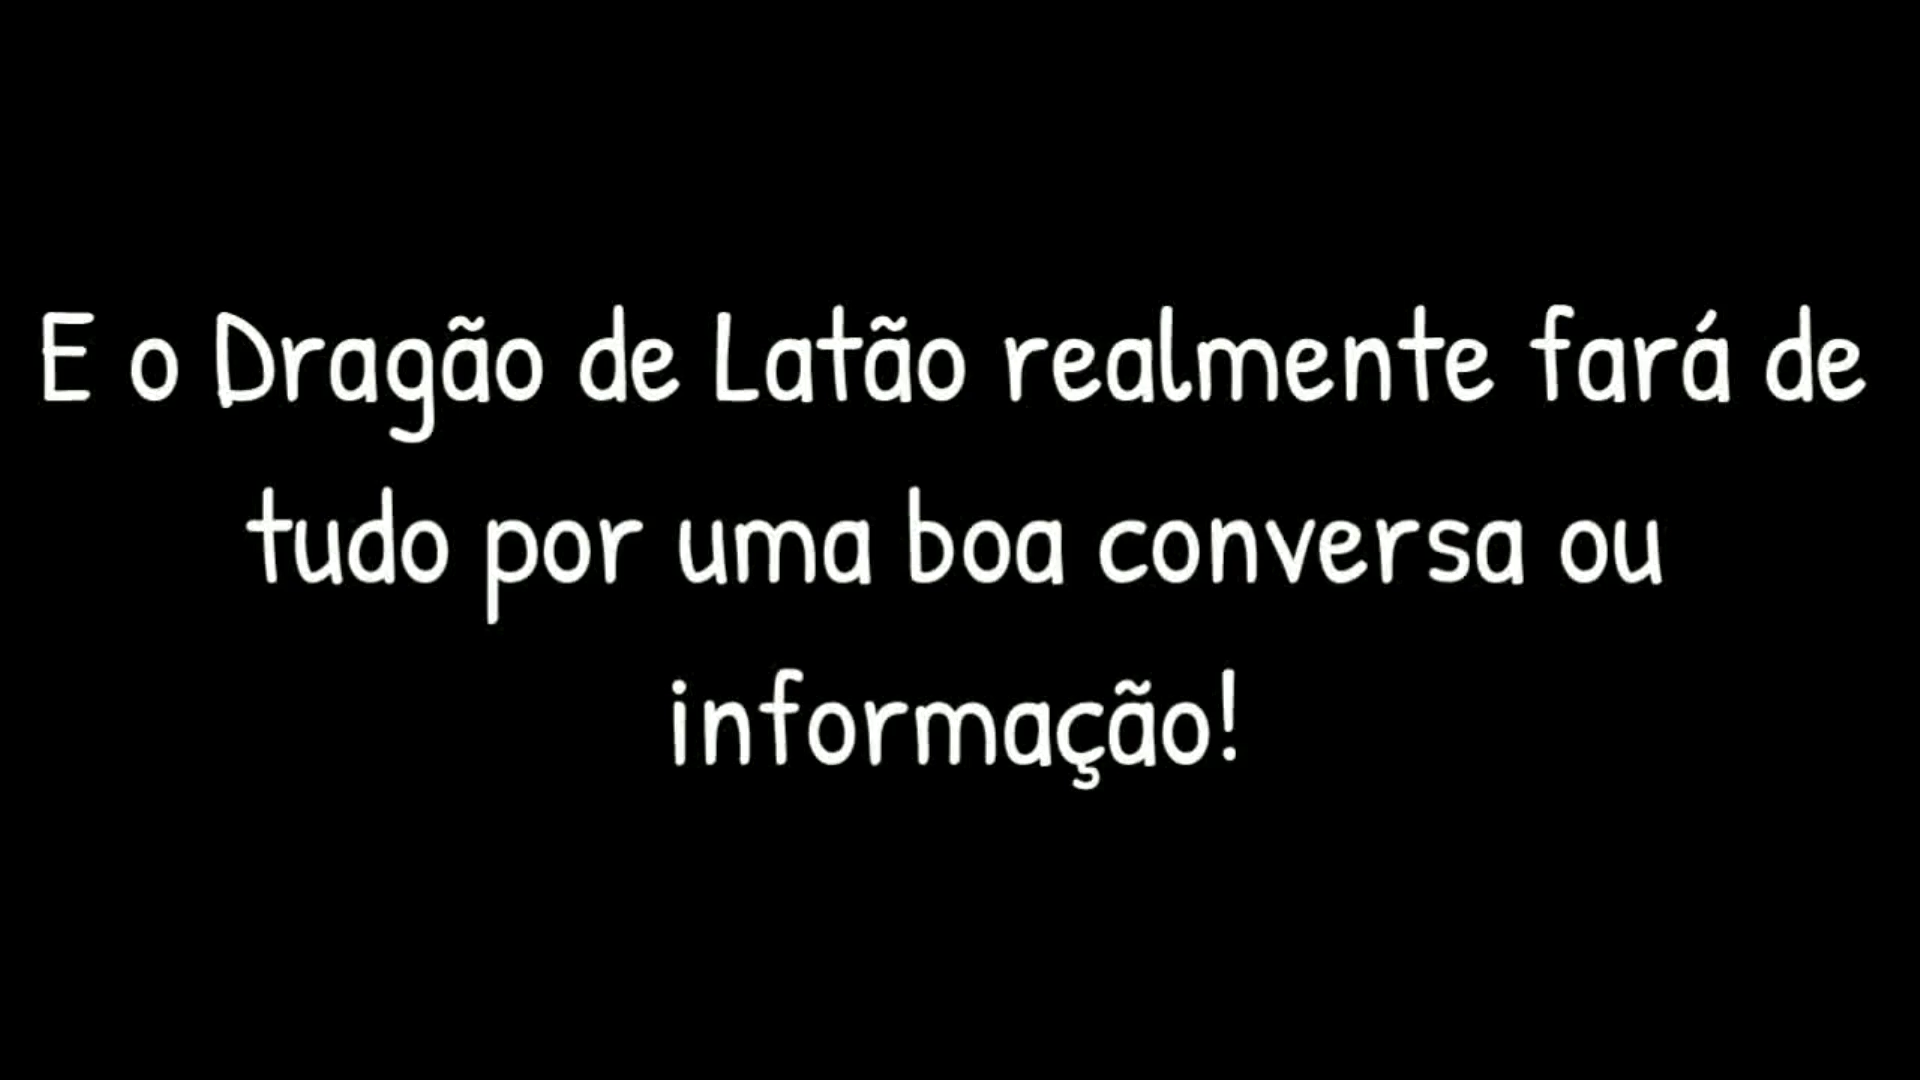 E o Dragão de Latão realmente fará de
tudo por uma boa conversa ou
informação!